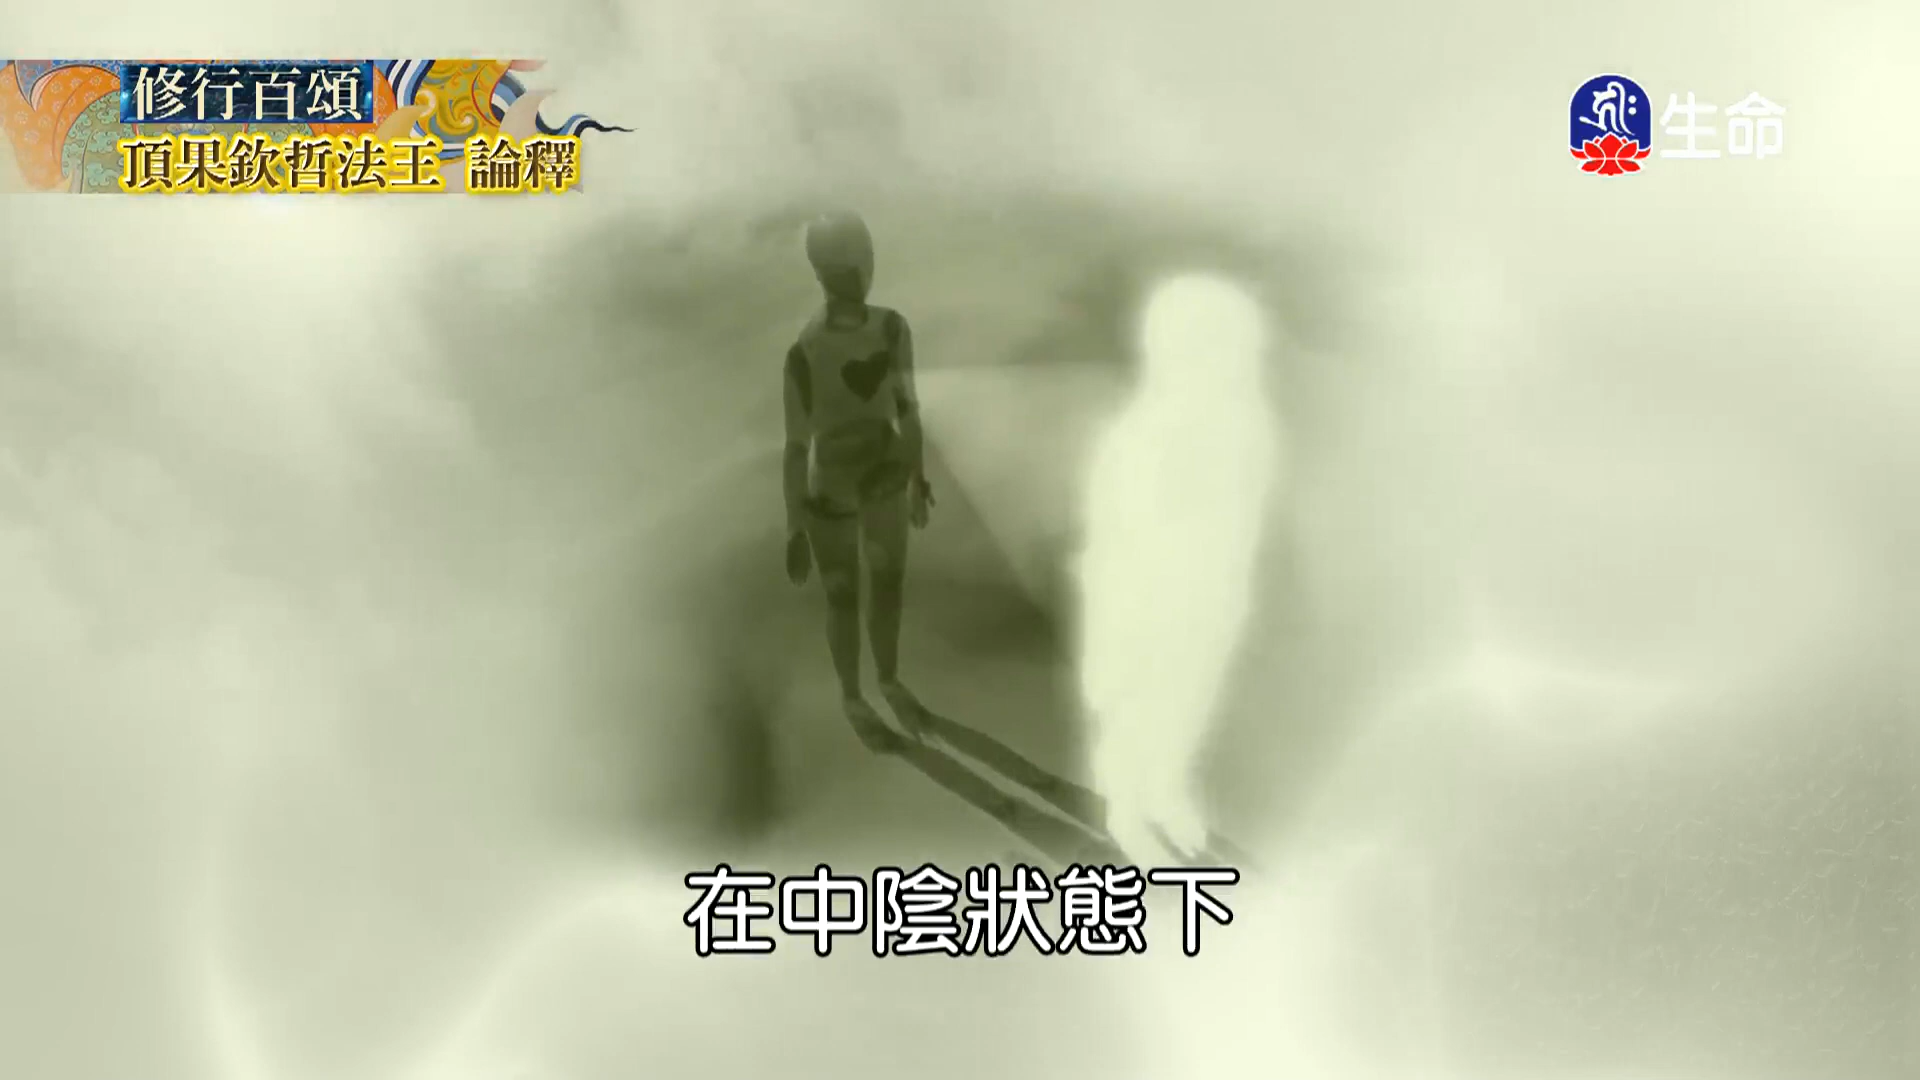 修行百頌
頂果欽哲法王 論釋
生命
在中陰狀態下